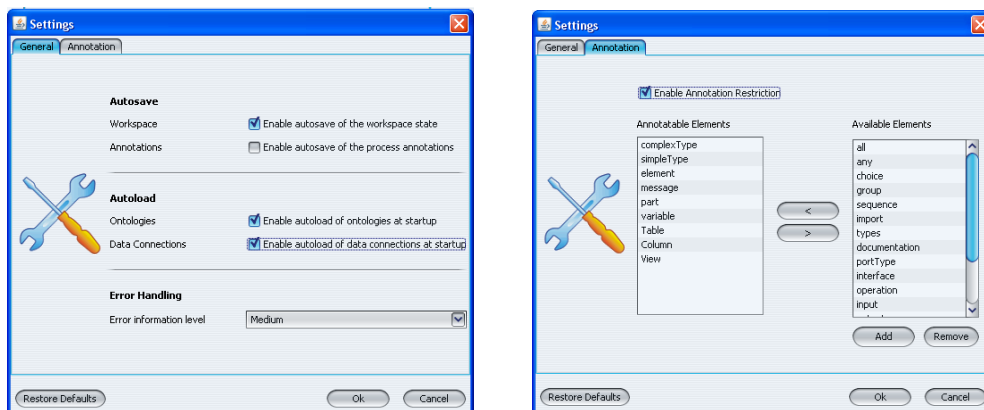 Settings
General Annotation
Autosave
Workspace Enable autosave of the workspace state
Annotations Enable autosave of the process annotations
Autoload
Ontologies Enable autoload of ontologies at startup
Data Connections Enable autoload of data connections at startup
Error Handling
Error information level Medium
Restore Defaults Ok Cancel
Settings
General Annotation
Enable Annotation Restriction
Annotatable Elements
complexType
simpleType
element
message
part
variable
Table
Column
View
<
>
Available Elements
all
any
choice
group
sequence
import
types
documentation
portType
interface
operation
input
Add Remove
Restore Defaults Ok Cancel